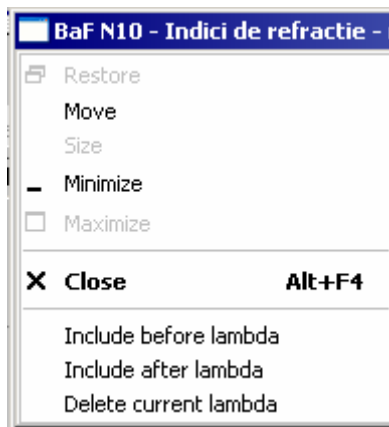 BaF N10 - Indici de refractie -
Restore
Move
Size
Minimize
Maximize
Close Alt+F4
Include before lambda
Include after lambda
Delete current lambda